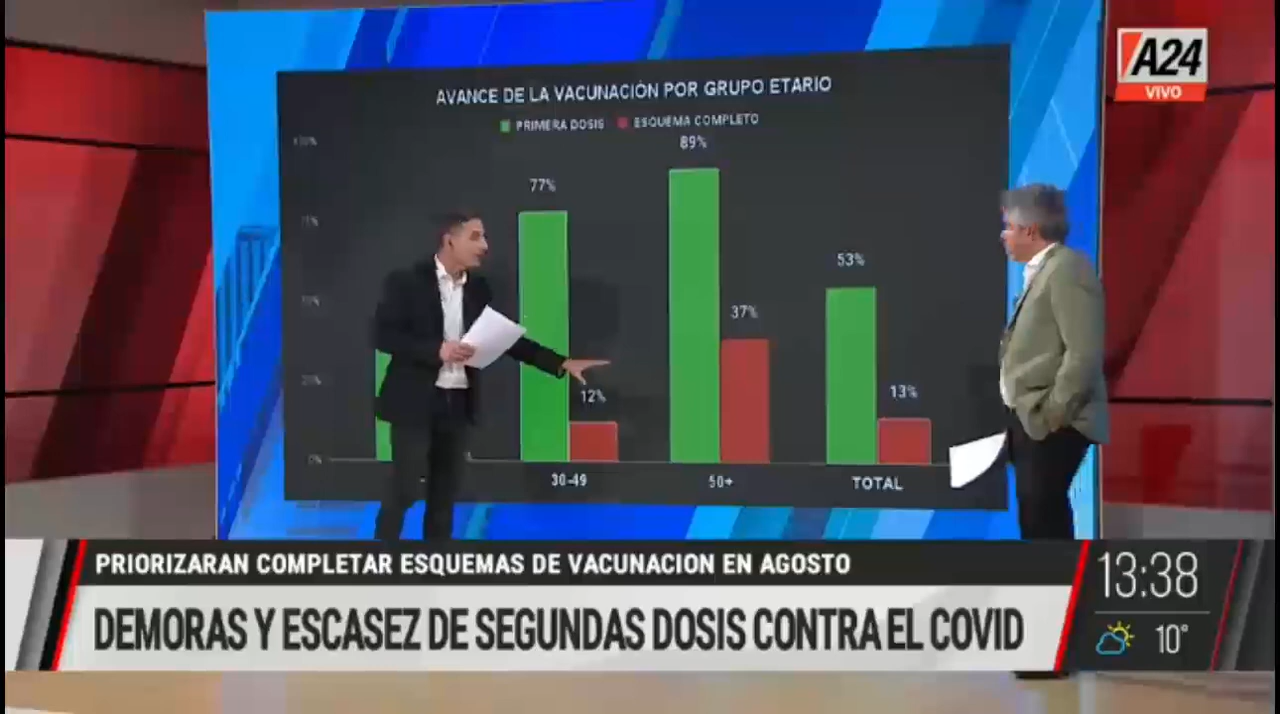 AVANCE DE LA VACUNACIÓN POR GRUPO ETARIO
PRIMERA DOSIS ESQUEMA COMPLETO
100%
77%
12%
89%
37%
53%
13%
0%
30-49
50+
TOTAL
A24
VIVO
PRIORIZARAN COMPLETAR ESQUEMAS DE VACUNACION EN AGOSTO
DEMORAS Y ESCASEZ DE SEGUNDAS DOSIS CONTRA EL COVID
13:38
10°